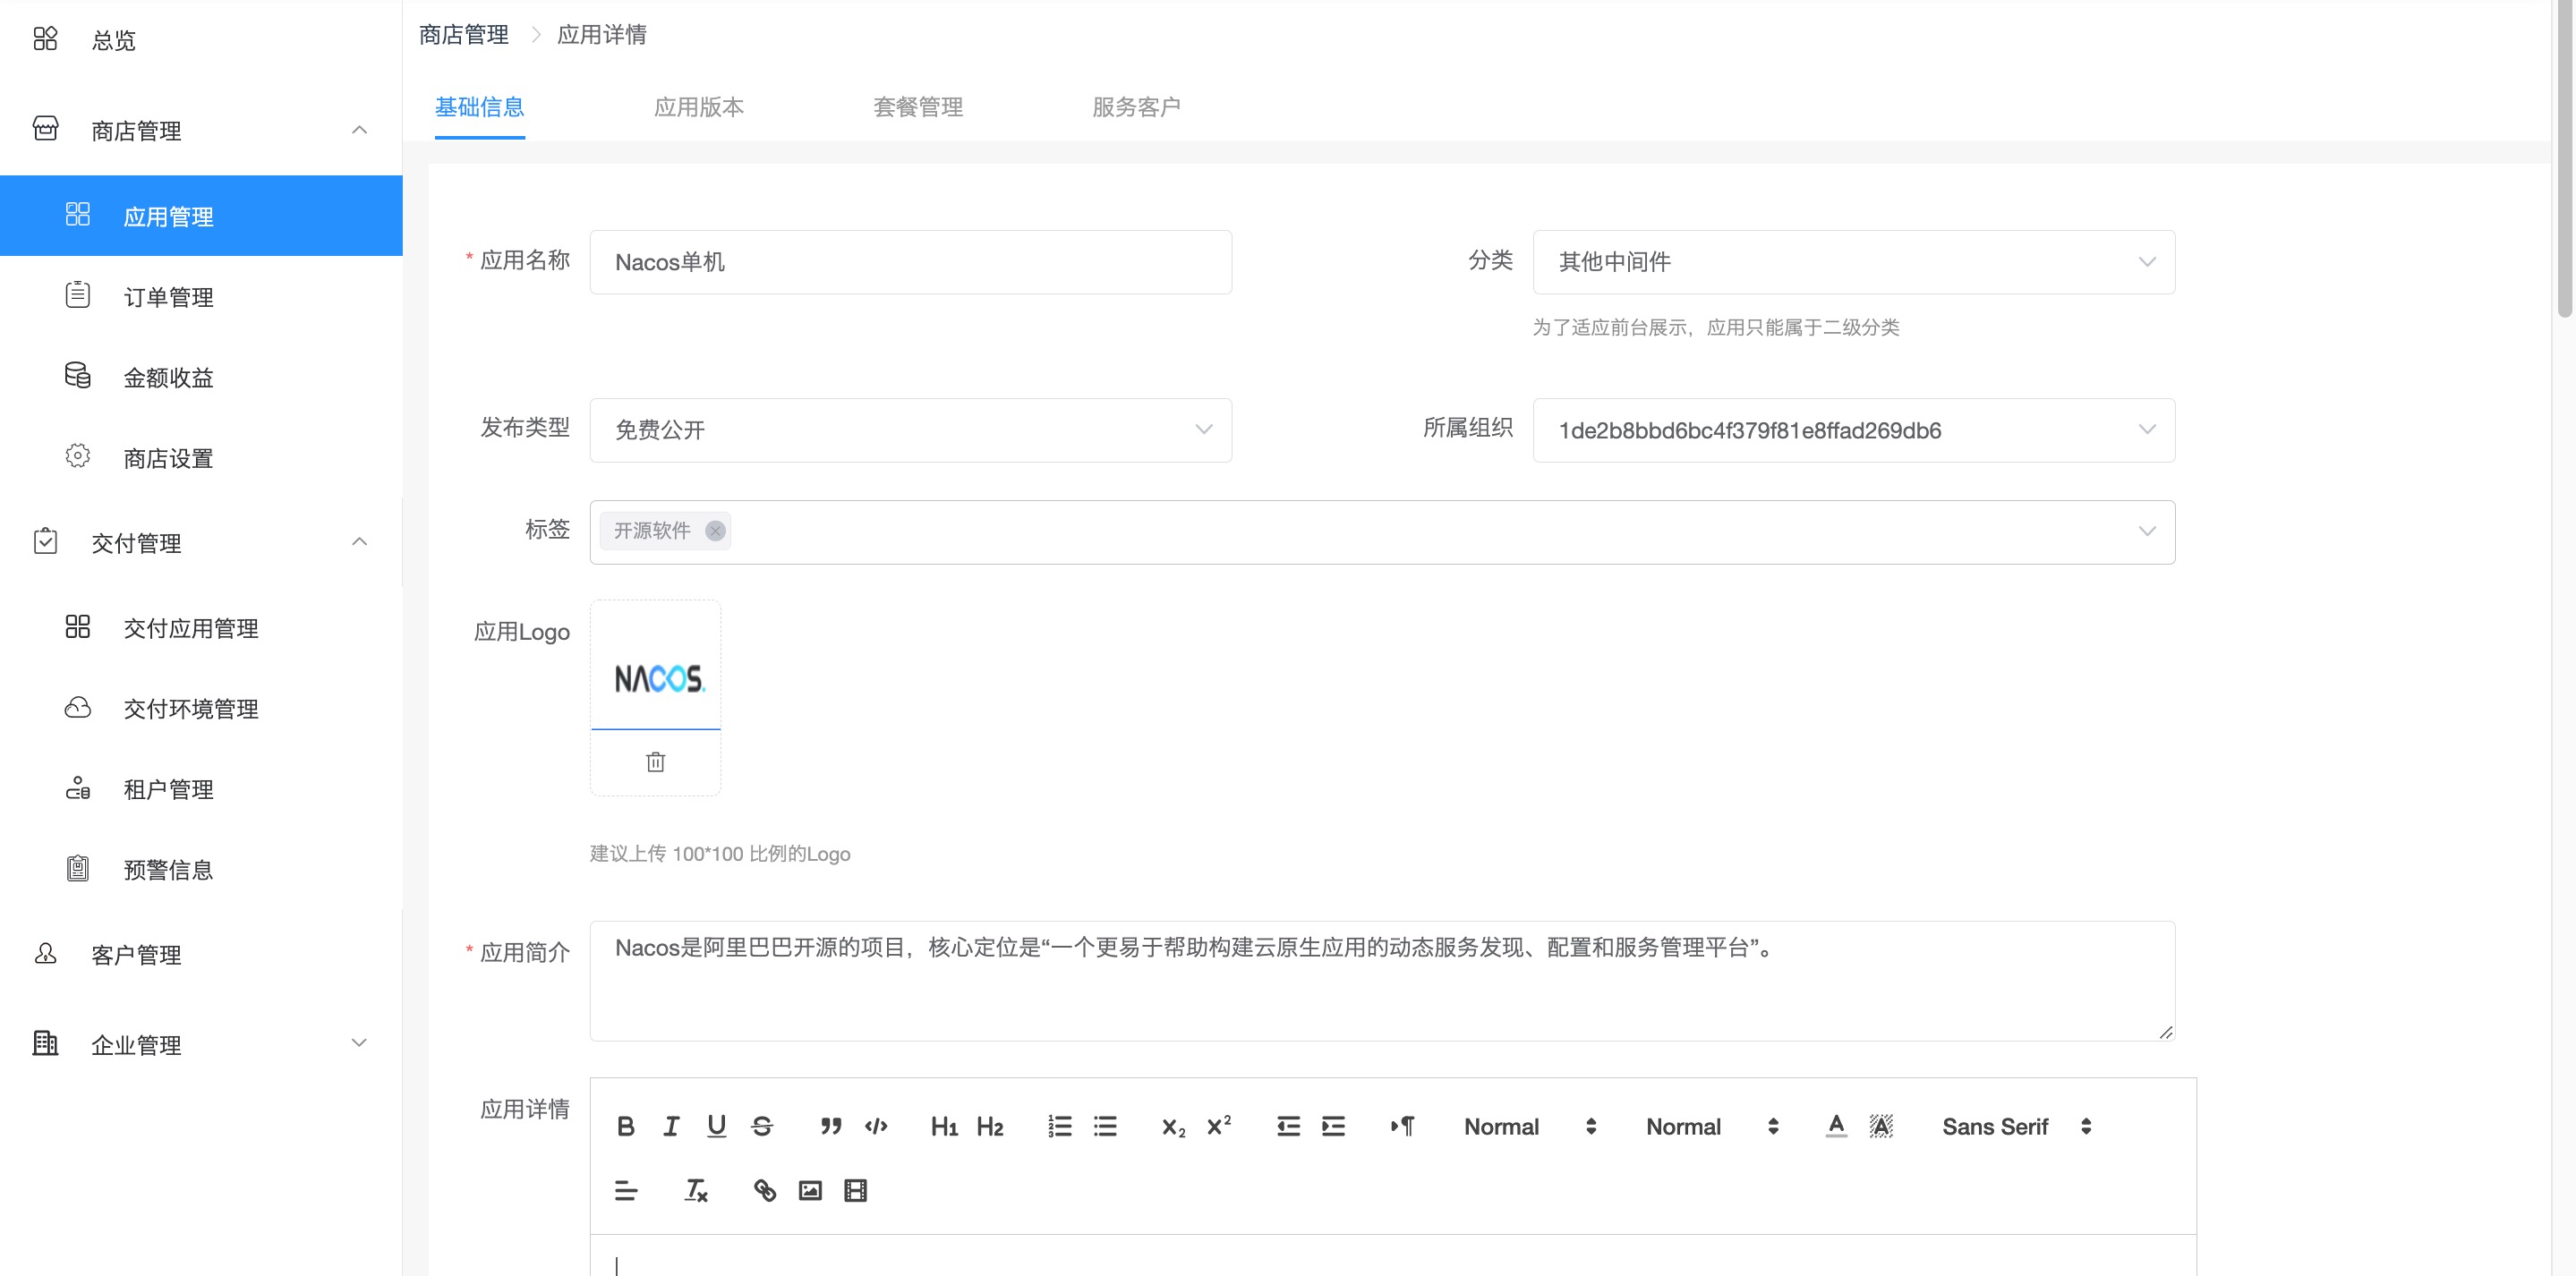 总览
商店管理
应用管理
订单管理
金额收益
商店设置
交付管理
交付应用管理
交付环境管理
租户管理
预警信息
客户管理
企业管理
商店管理 应用详情
基础信息 应用版本 套餐管理 服务客户
* 应用名称 Nacos单机 分类 其他中间件
为了适应前台展示，应用只能属于二级分类
发布类型 免费公开 所属组织 1de2b8bbd6bc4f379f81e8ffad269db6
标签 开源软件
应用Logo
NACOS.
建议上传 100*100 比例的Logo
* 应用简介 Nacos是阿里巴巴开源的项目，核心定位是“一个更易于帮助构建云原生应用的动态服务发现、配置和服务管理平台”。
应用详情
Normal Normal Sans Serif